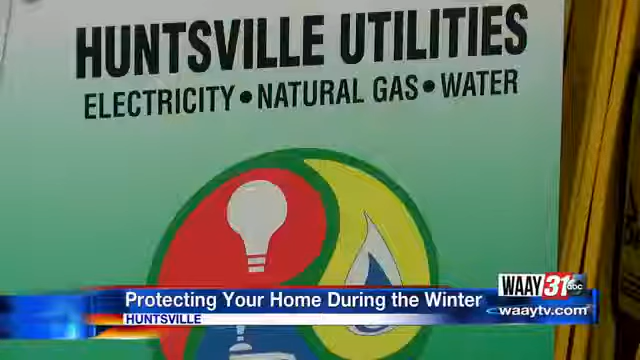 HUNTSVILLE UTILITIES
ELECTRICITY • NATURAL GAS • WATER
Protecting Your Home During the Winter
HUNTSVILLE
WAAY 31 abc
waaytv.com